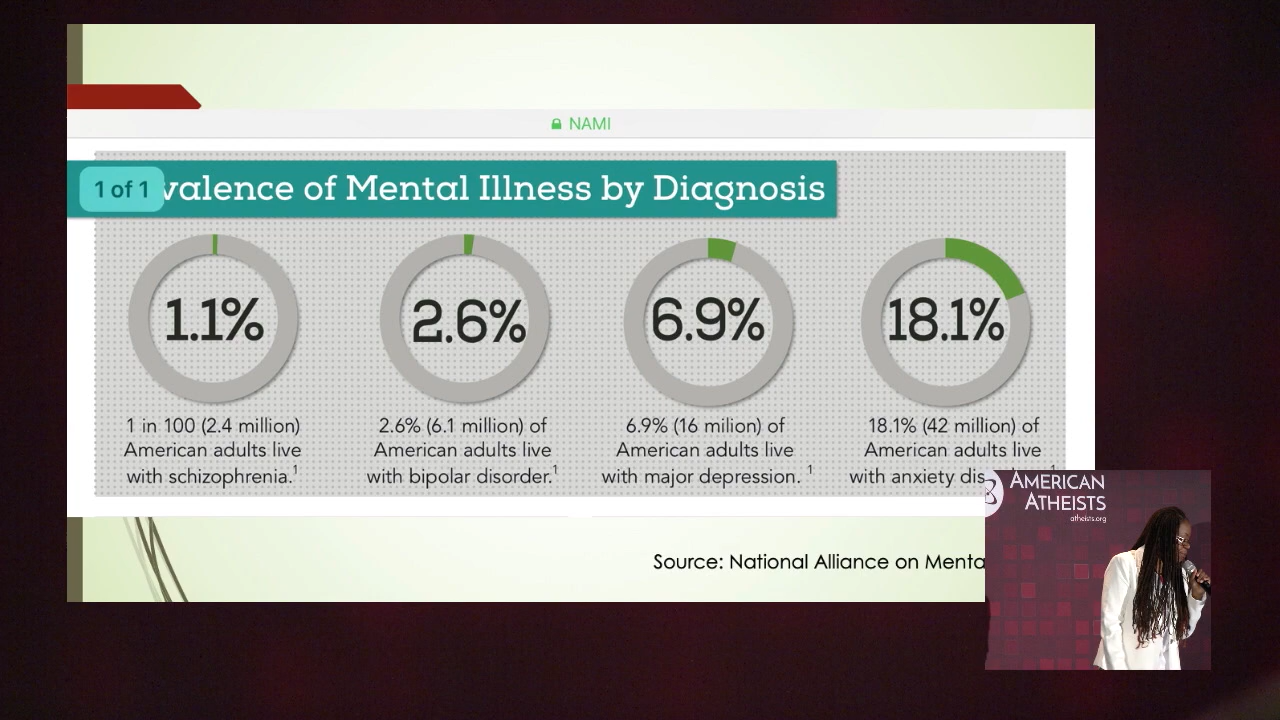 NAMI
1 of 1
valence of Mental Illness by Diagnosis
1.1%
2.6%
6.9%
18.1%
1 in 100 (2.4 million)
American adults live
with schizophrenia.1
2.6% (6.1 million) of
American adults live
with bipolar disorder.1
6.9% (16 milion) of
American adults live
with major depression. 1
18.1% (42 million) of
American adults live
with anxiety dis
AMERICAN
ATHEISTS
atheists.org
Source: National Alliance on Menta